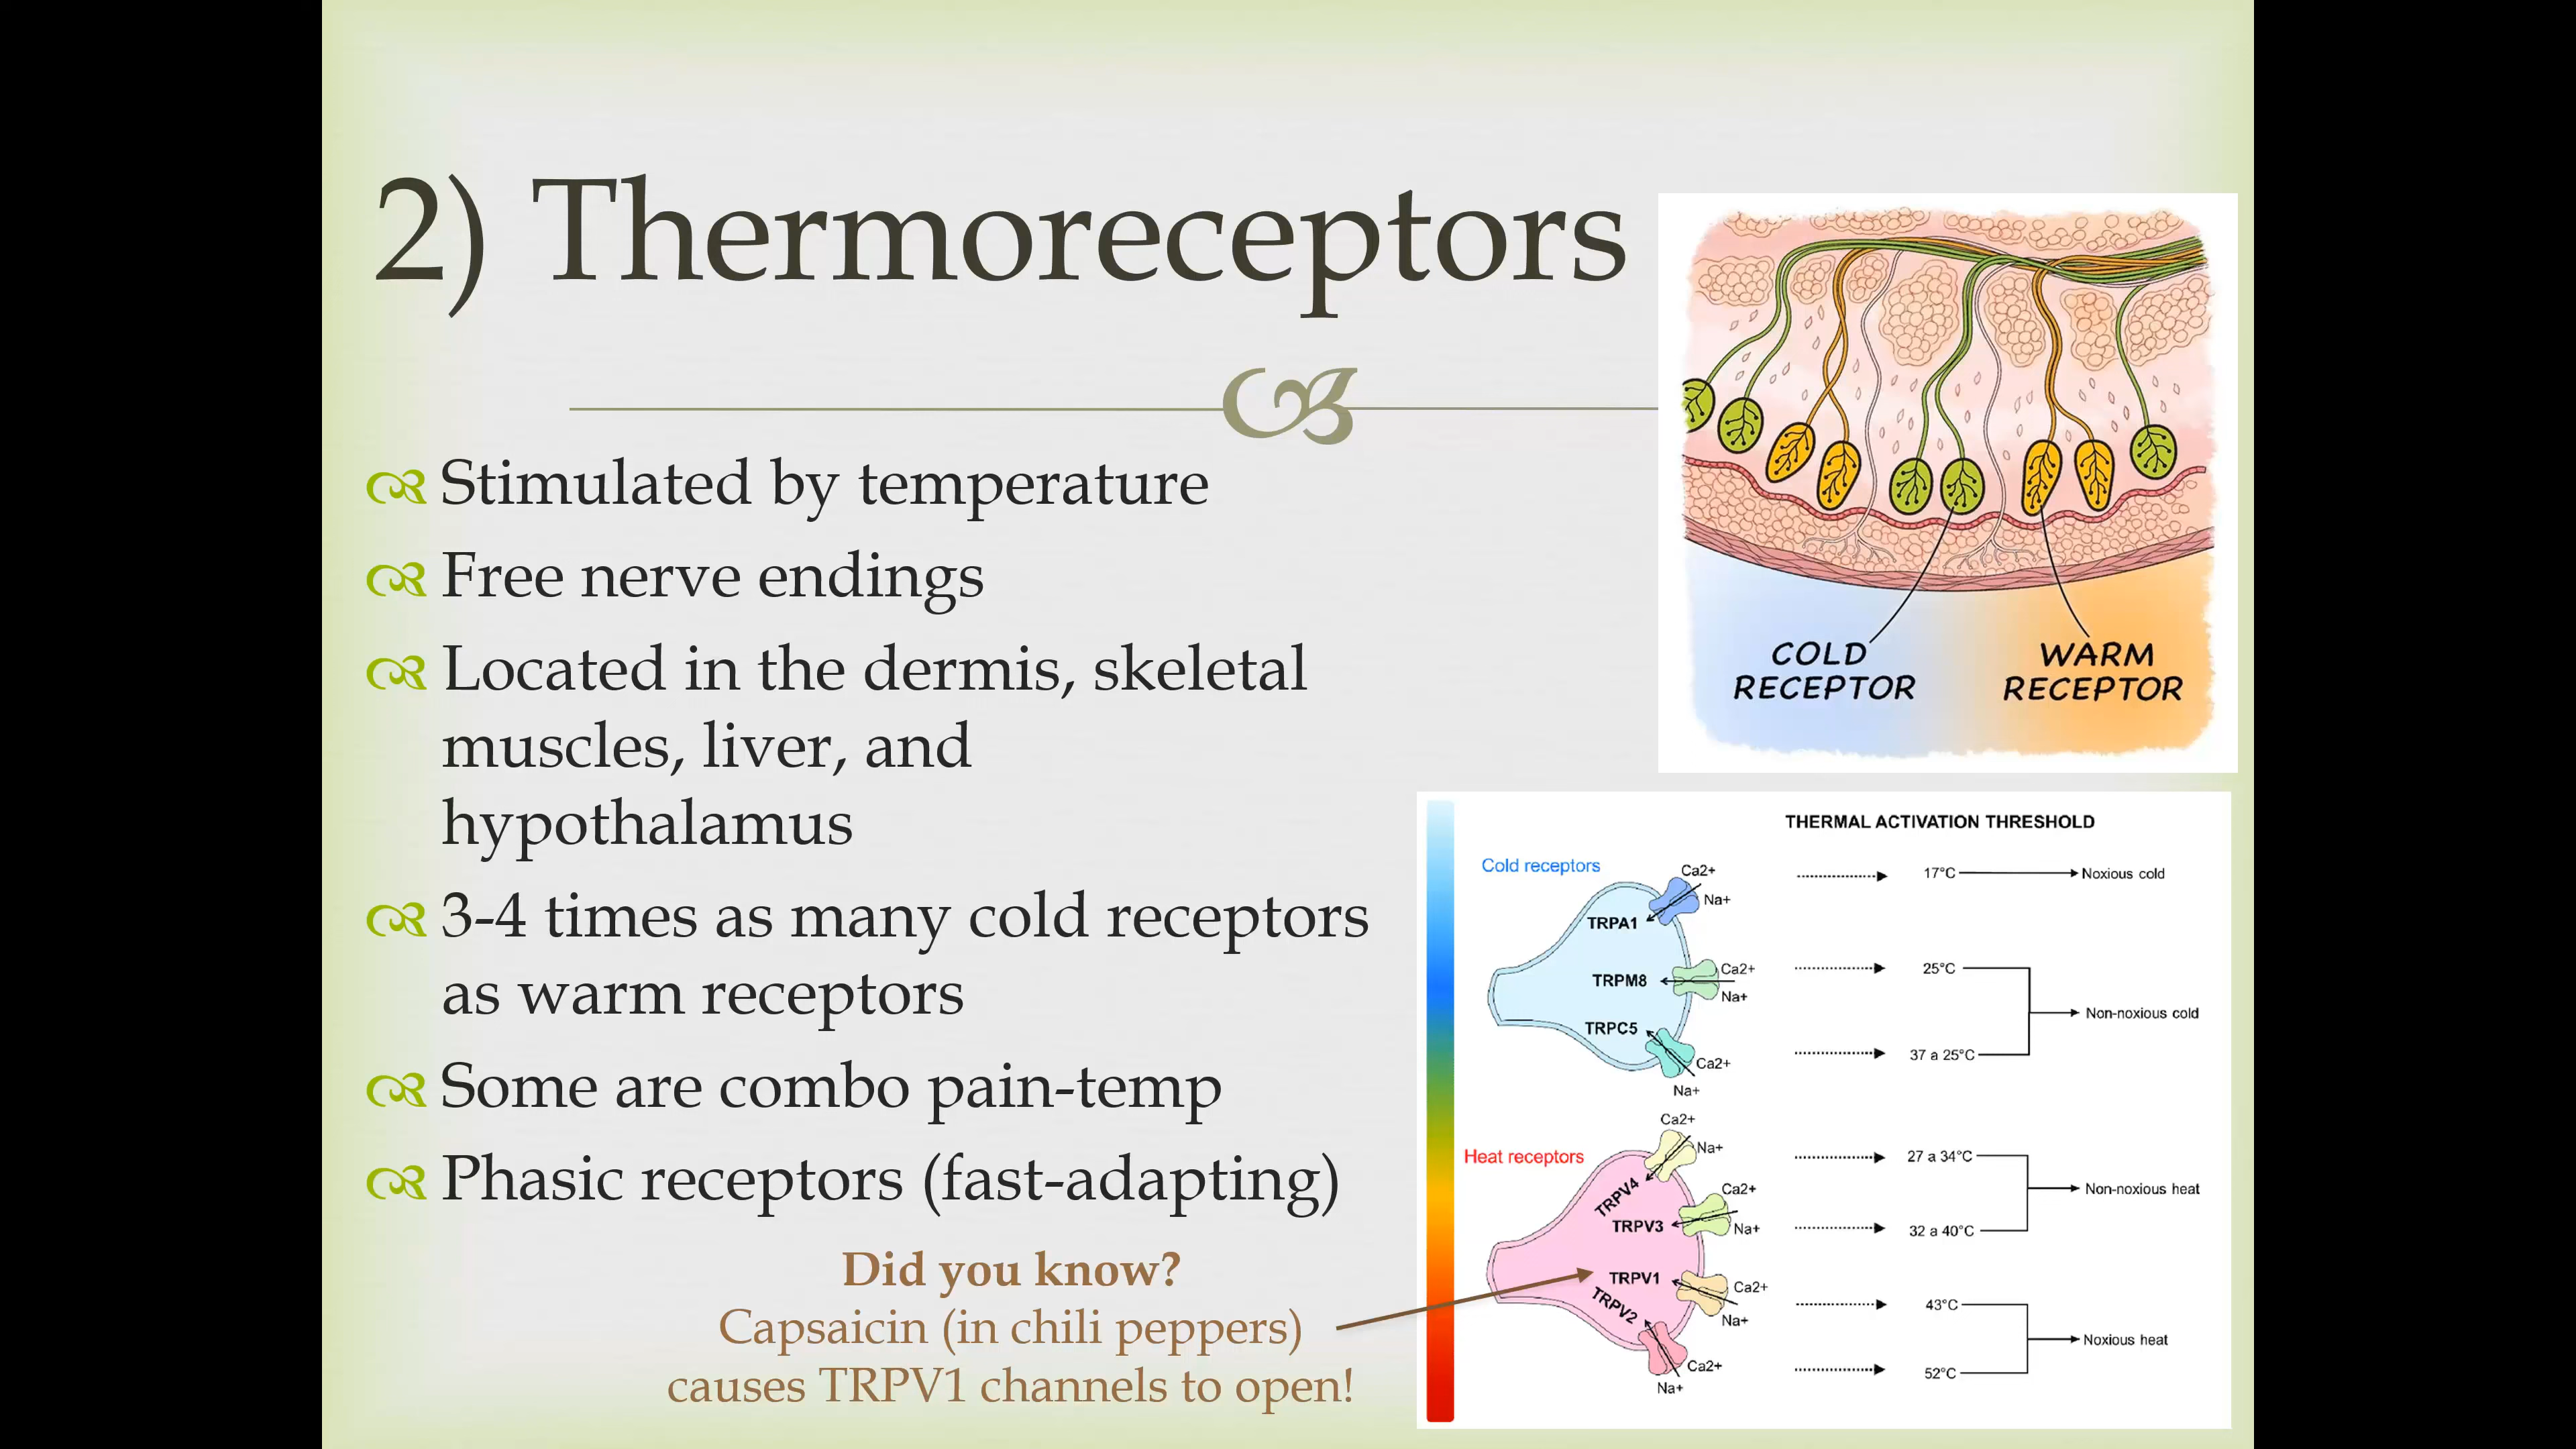 2) Thermoreceptors
Stimulated by temperature
Free nerve endings
Located in the dermis, skeletal
muscles, liver, and
hypothalamus
3-4 times as many cold receptors
as warm receptors
Some are combo pain-temp
Phasic receptors (fast-adapting)
Did you know?
Capsaicin (in chili peppers)
causes TRPV1 channels to open!
COLD
RECEPTOR
WARM
RECEPTOR
THERMAL ACTIVATION THRESHOLD
Cold receptors
Ca2+
Na+
TRPA1
17°C
Noxious cold
TRPM8
Ca2+
Na+
25°C
Non-noxious cold
TRPC5
Ca2+
Na+
37 a 25°C
Heat receptors
Ca2+
Na+
TRPV4
27 a 34°C
Non-noxious heat
Ca2+
TRPV3
Na+
32 a 40°C
TRPV1
Ca2+
Na+
43°C
Noxious heat
TRPV2
Ca2+
Na+
52°C